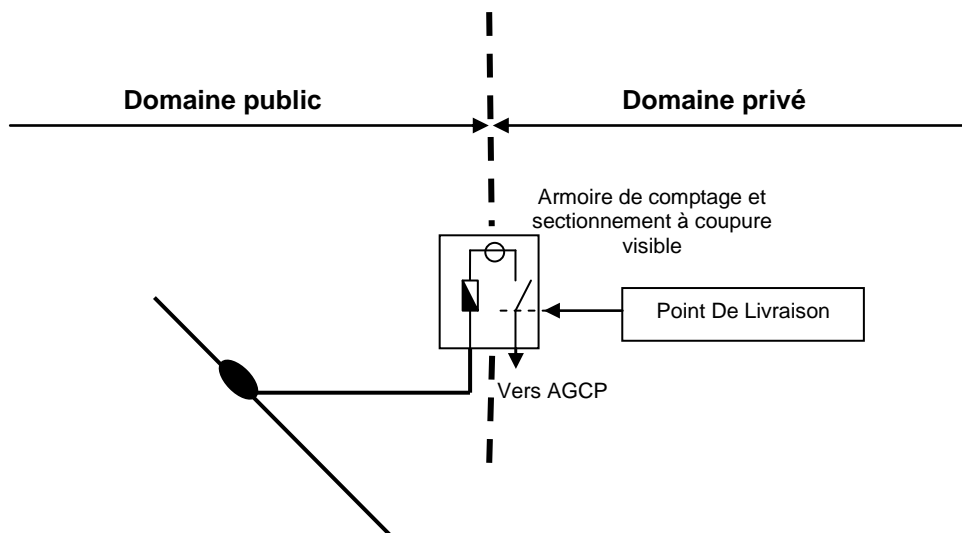 Domaine public
Domaine privé
Armoire de comptage et
sectionnement à coupure
visible
Point De Livraison
Vers AGCP